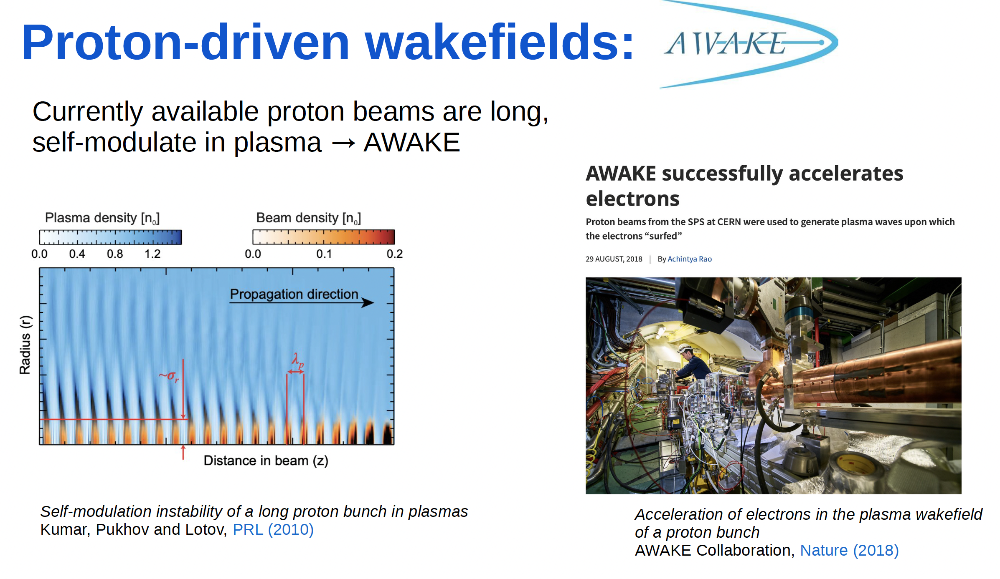 Proton-driven wakefields:
AWAKE
Currently available proton beams are long,
self-modulate in plasma → AWAKE
Plasma density [n₀]
Beam density [n₀]
0.0 0.4 0.8 1.2
0.0 0.1 0.2
Propagation direction
λₚ
~σᵣ
Radius (r)
Distance in beam (z)
Self-modulation instability of a long proton bunch in plasmas
Kumar, Pukhov and Lotov, PRL (2010)
AWAKE successfully accelerates
electrons
Proton beams from the SPS at CERN were used to generate plasma waves upon which
the electrons “surfed”
29 AUGUST, 2018 | By Achintya Rao
3M
Acceleration of electrons in the plasma wakefield
of a proton bunch
AWAKE Collaboration, Nature (2018)